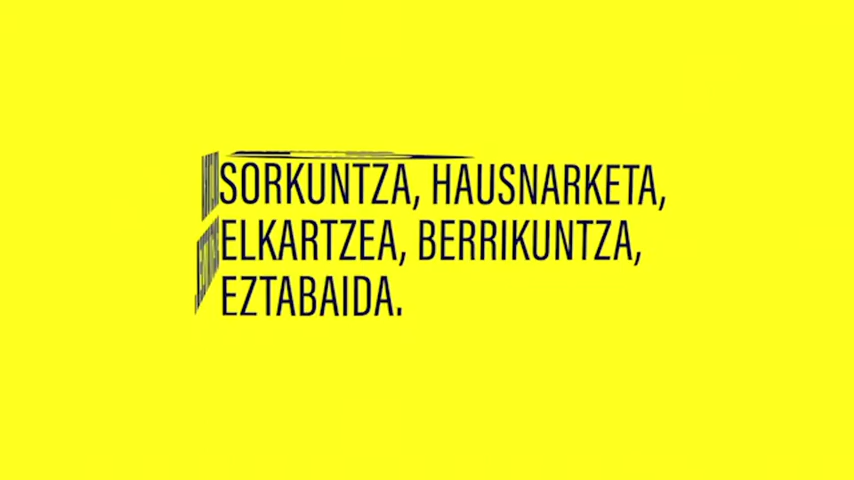 SORKUNTZA, HAUSNARKETA,
ELKARTZEA, BERRIKUNTZA,
EZTABAIDA.